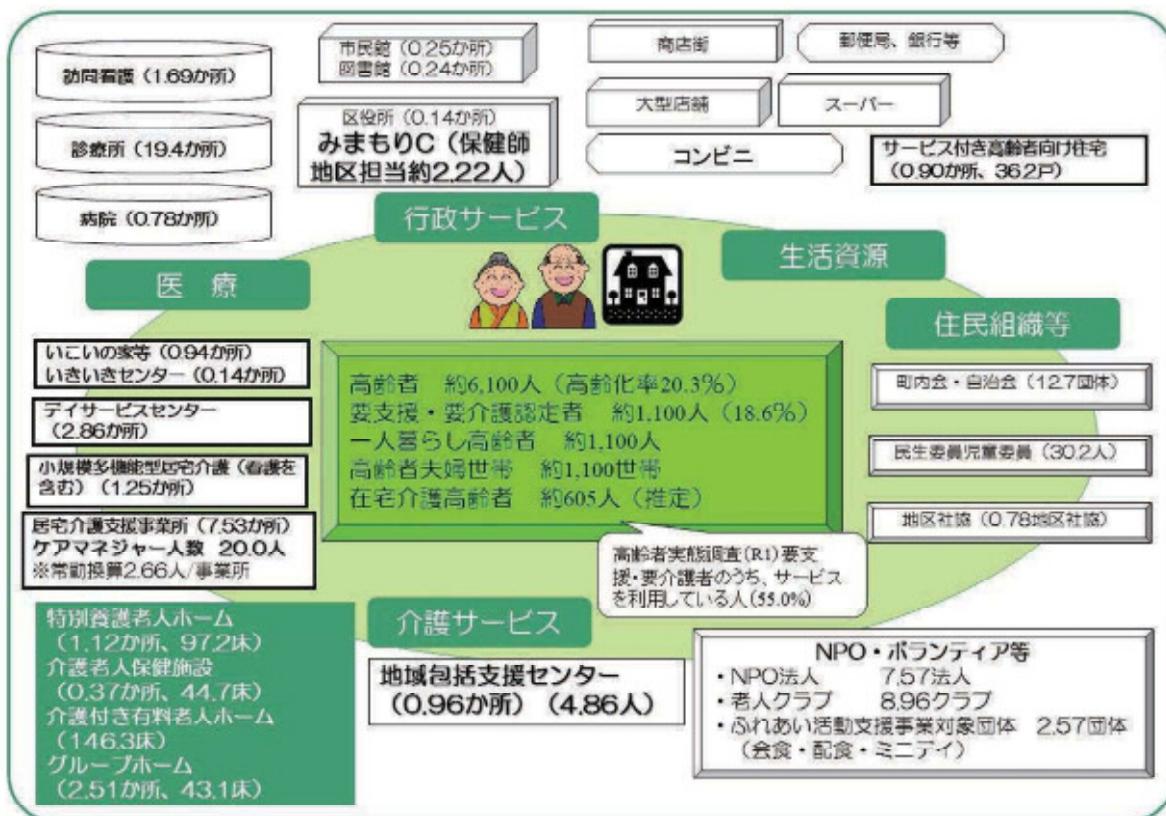 訪問看護（1.69か所）
診療所（19.4か所）
病院（0.78か所）
市民館（0.25か所）
図書館（0.24か所）
区役所（0.14か所）
みまもりC（保健師
地区担当約2.22人）
商店街
郵便局、銀行等
大型店舗
スーパー
コンビニ
サービス付き高齢者向け住宅
（0.90か所、36.2戸）
行政サービス
生活資源
医 療
住民組織等
いこいの家等（0.94か所）
いきいきセンター（0.14か所）
デイサービスセンター
（2.86か所）
小規模多機能型居宅介護（看護を
含む）（1.25か所）
居宅介護支援事業所（7.53か所）
ケアマネジャー人数 20.0人
※常勤換算2.66人/事業所
高齢者 約6,100人（高齢化率20.3％）
要支援・要介護認定者 約1,100人（18.6％）
一人暮らし高齢者 約1,100人
高齢者夫婦世帯 約1,100世帯
在宅介護高齢者 約605人（推定）
高齢者実態調査(R1)要支
援・要介護者のうち、サービス
を利用している人(55.0%)
町内会・自治会（12.7団体）
民生委員児童委員（30.2人）
地区社協（0.78地区社協）
特別養護老人ホーム
（1.12か所、97.2床）
介護老人保健施設
（0.37か所、44.7床）
介護付き有料老人ホーム
（146.3床）
グループホーム
（2.51か所、43.1床）
介護サービス
地域包括支援センター
（0.96か所）（4.86人）
NPO・ボランティア等
・NPO法人 7.57法人
・老人クラブ 8.96クラブ
・ふれあい活動支援事業対象団体 2.57団体
（会食・配食・ミニデイ）